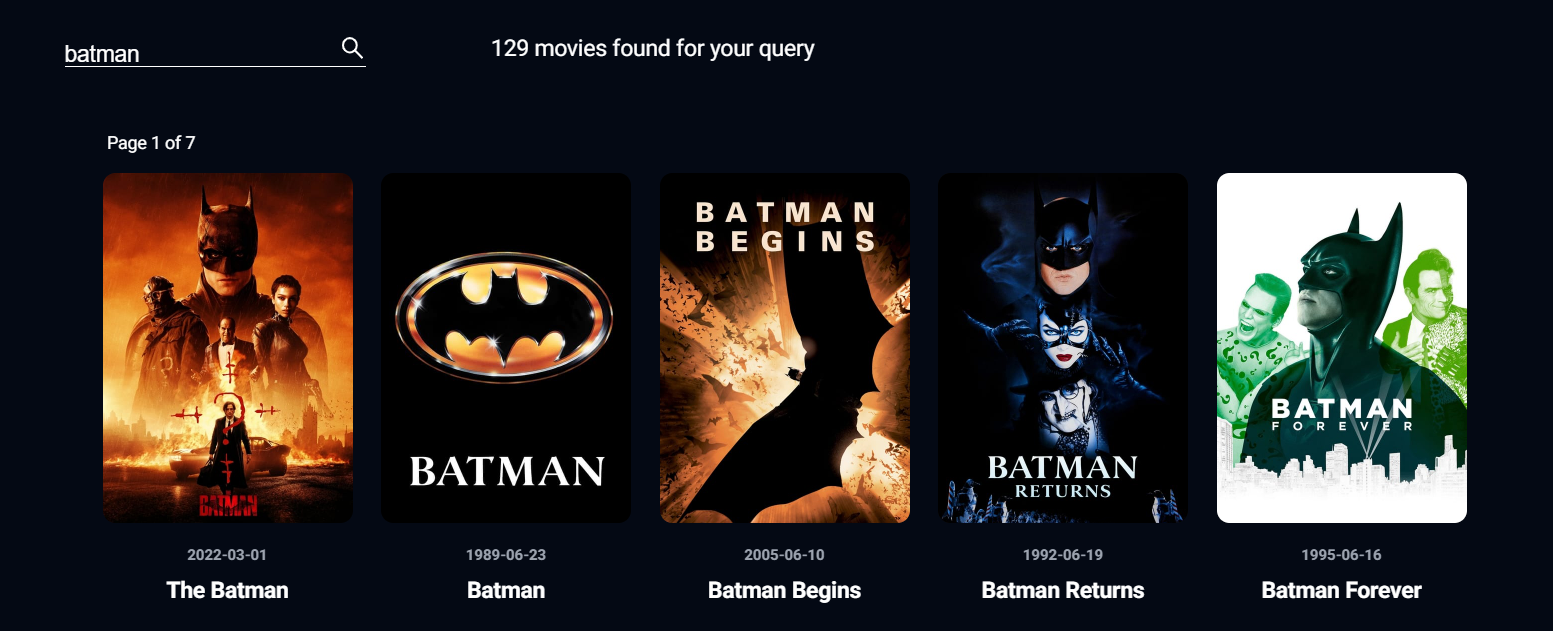 batman
129 movies found for your query
Page 1 of 7
BATMAN
BEGINS
BATMAN
FOREVER
BATMAN
BATMAN
RETURNS
THE
BATMAN
2022-03-01
1989-06-23
2005-06-10
1992-06-19
1995-06-16
The Batman
Batman
Batman Begins
Batman Returns
Batman Forever